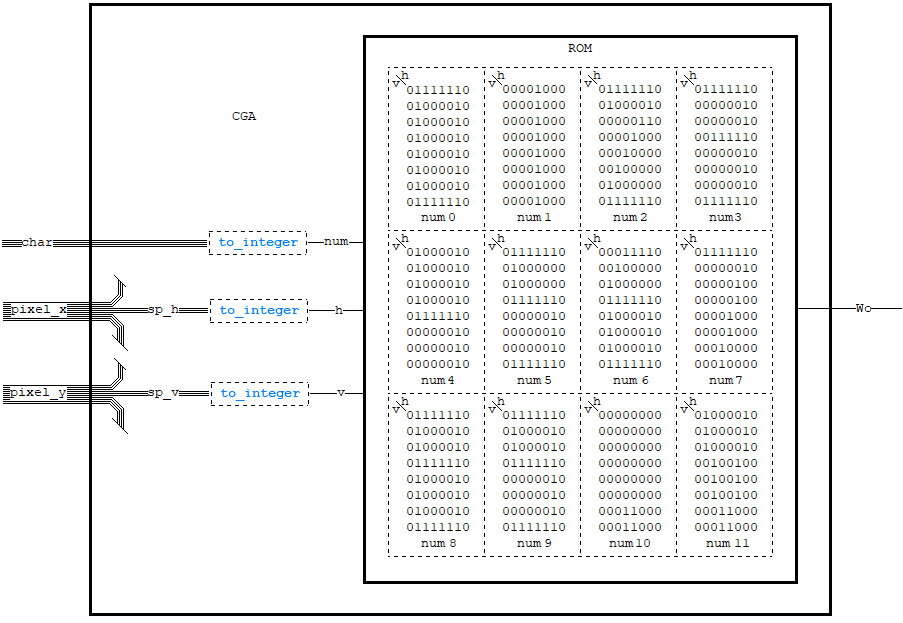 ROM
CGA
h h h h
v v v v
01111110 00001000 01111110 01111110
01000010 00001000 01000010 00000010
01000010 00001000 00000110 00000010
01000010 00001000 00001000 00111110
01000010 00001000 00010000 00000010
01000010 00001000 00100000 00000010
01000010 00001000 01000000 00000010
01111110 00001000 01111110 01111110
num 0 num 1 num 2 num 3
char to_integer num
h h h h
v v v v
01000010 01111110 00011110 01111110
01000010 01000000 00100000 00000010
01000010 01000000 01000000 00000010
01000010 01111110 01111110 00000100
01111110 00000010 01000010 00001000
00000010 00000010 01000010 00001000
00000010 00000010 01000010 00010000
00000010 01111110 01111110 00010000
num 4 num 5 num 6 num 7
pixel_x sp_h to_integer h
Wo
pixel_y sp_v to_integer v
h h h h
v v v v
01111110 01111110 00000000 01000010
01000010 01000010 00000000 01000010
01000010 01000010 00000000 01000010
01111110 01111110 00000000 00100100
01000010 00000010 00000000 00100100
01000010 00000010 00000000 00100100
01000010 00000010 00011000 00011000
01111110 01111110 00011000 00011000
num 8 num 9 num 10 num 11